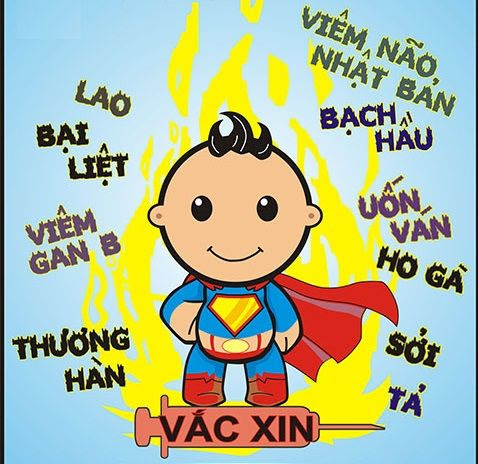 LAO
BẠI
LIỆT
VIÊM
GAN B
THƯƠNG
HÀN
VIÊM NÃO
NHẬT BẢN
BẠCH
HẦU
UỐN
VÁN
HO GÀ
SỞI
TẢ
VẮC XIN